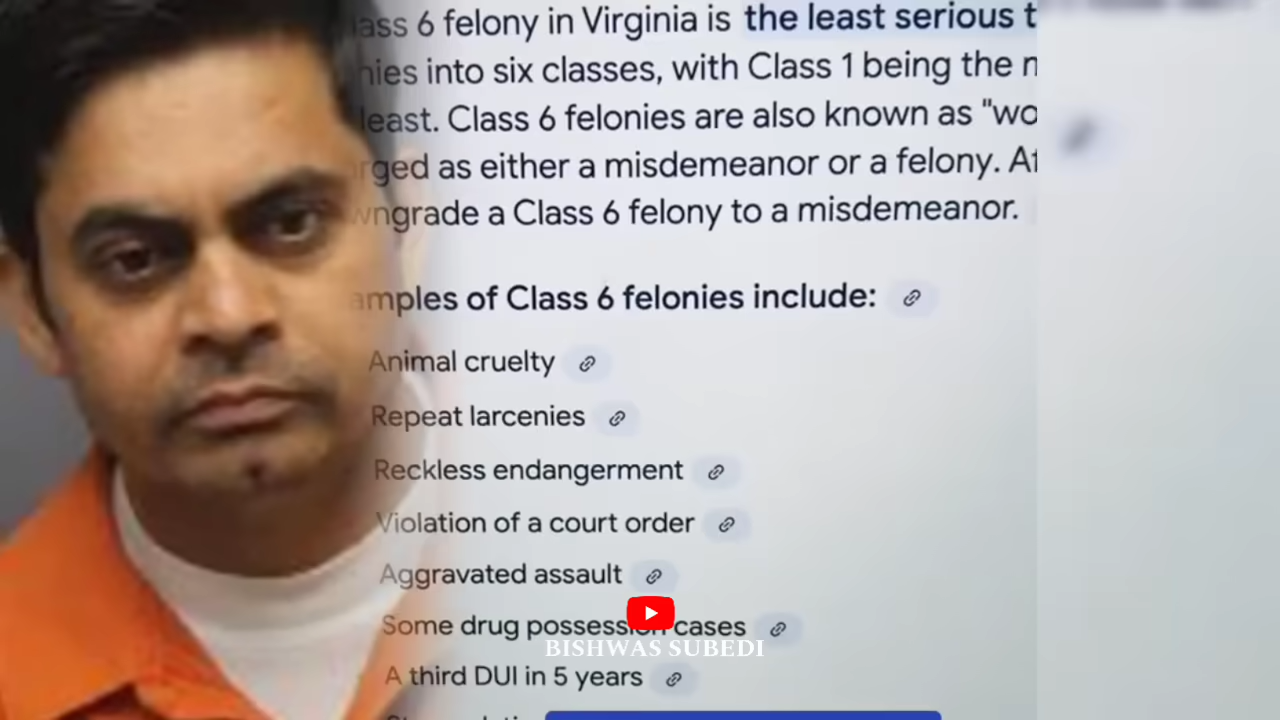 ass 6 felony in Virginia is the least serious t
nies into six classes, with Class 1 being the n
least. Class 6 felonies are also known as "wo
rged as either a misdemeanor or a felony. Af
wngrade a Class 6 felony to a misdemeanor.
amples of Class 6 felonies include:
Animal cruelty
Repeat larcenies
Reckless endangerment
Violation of a court order
Aggravated assault
Some drug possession cases
BISHWAS SUBEDI
A third DUI in 5 years